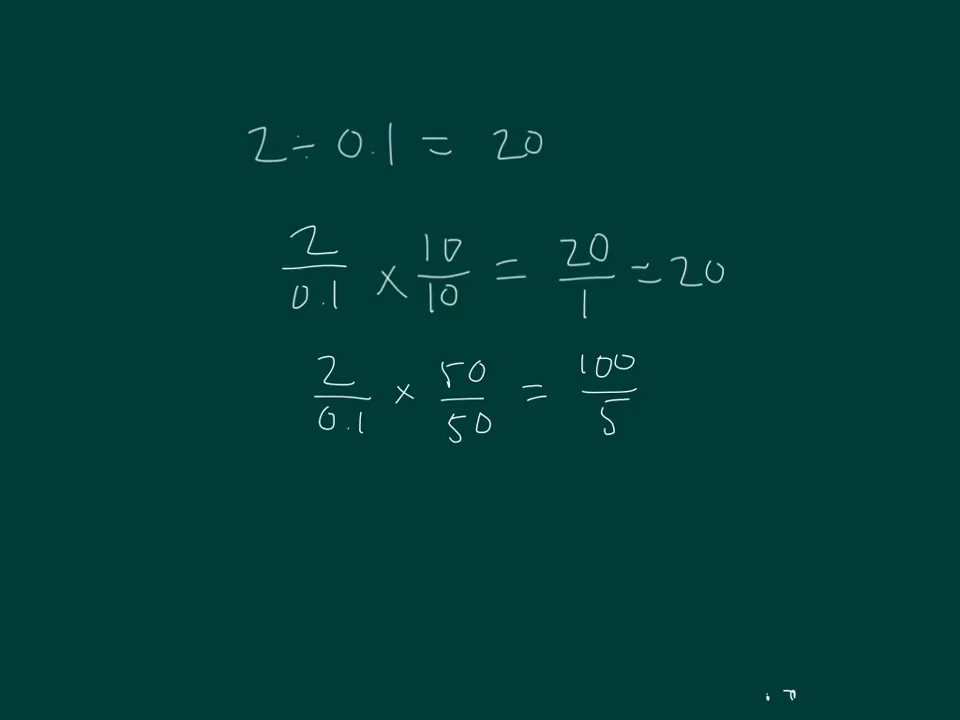 2 ÷ 0.1 = 20
2/0.1 × 10/10 = 20/1 = 20
2/0.1 × 50/50 = 100/5